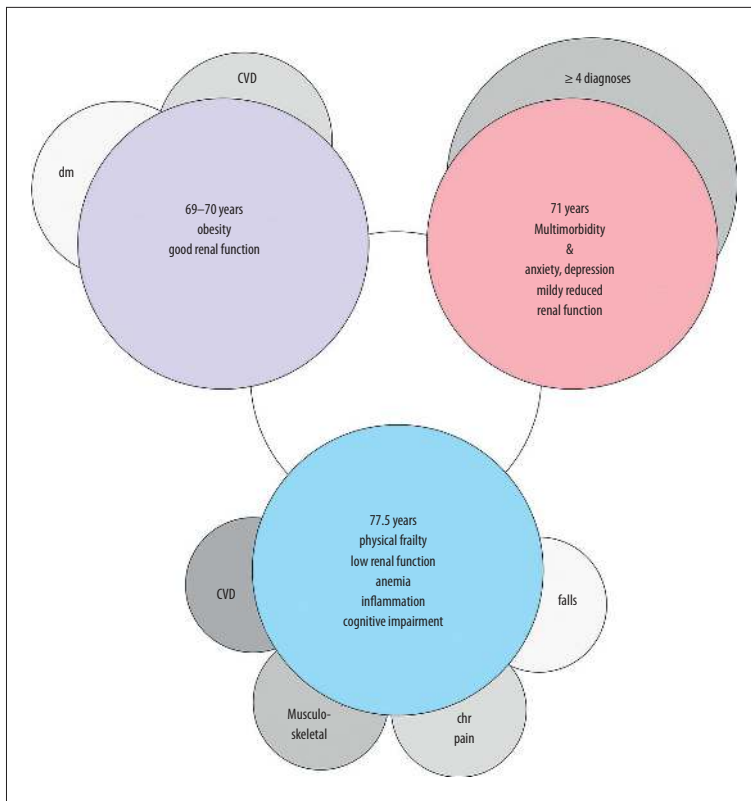 CVD
dm
69–70 years
obesity
good renal function
≥ 4 diagnoses
71 years
Multimorbidity
&
anxiety, depression
mildy reduced
renal function
77.5 years
physical frailty
low renal function
anemia
inflammation
cognitive impairment
CVD
falls
Musculo-
skeletal
chr
pain